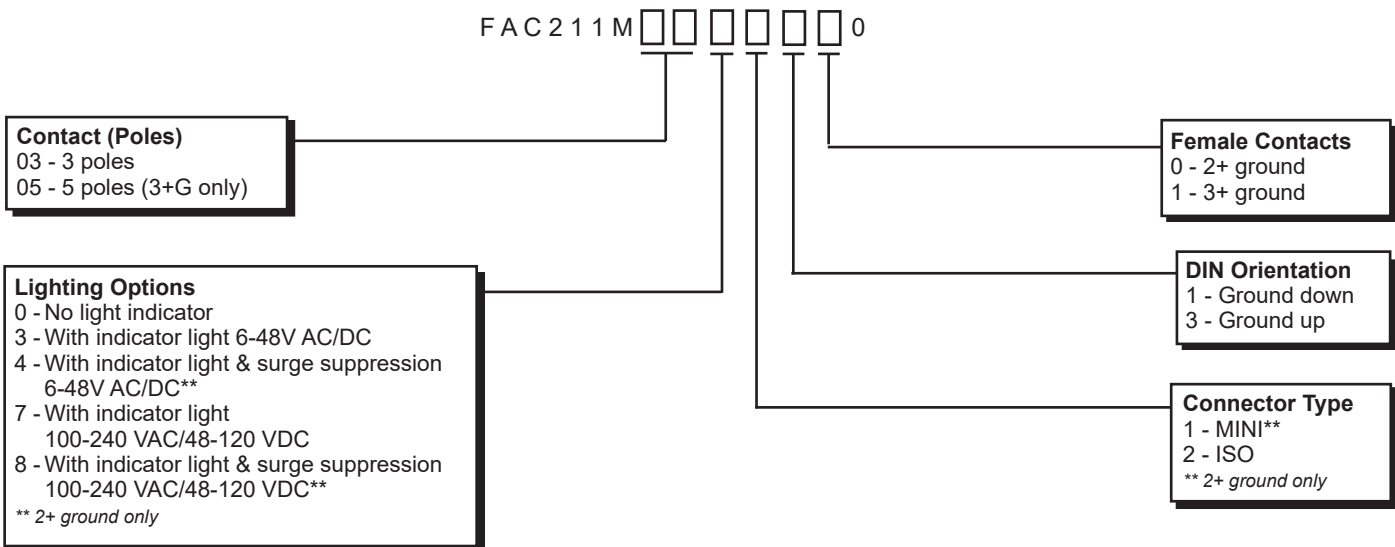 FAC211M 0
Contact (Poles)
03 - 3 poles
05 - 5 poles (3+G only)
Lighting Options
0 - No light indicator
3 - With indicator light 6-48V AC/DC
4 - With indicator light & surge suppression
6-48V AC/DC**
7 - With indicator light
100-240 VAC/48-120 VDC
8 - With indicator light & surge suppression
100-240 VAC/48-120 VDC**
** 2+ ground only
Female Contacts
0 - 2+ ground
1 - 3+ ground
DIN Orientation
1 - Ground down
3 - Ground up
Connector Type
1 - MINI**
2 - ISO
** 2+ ground only